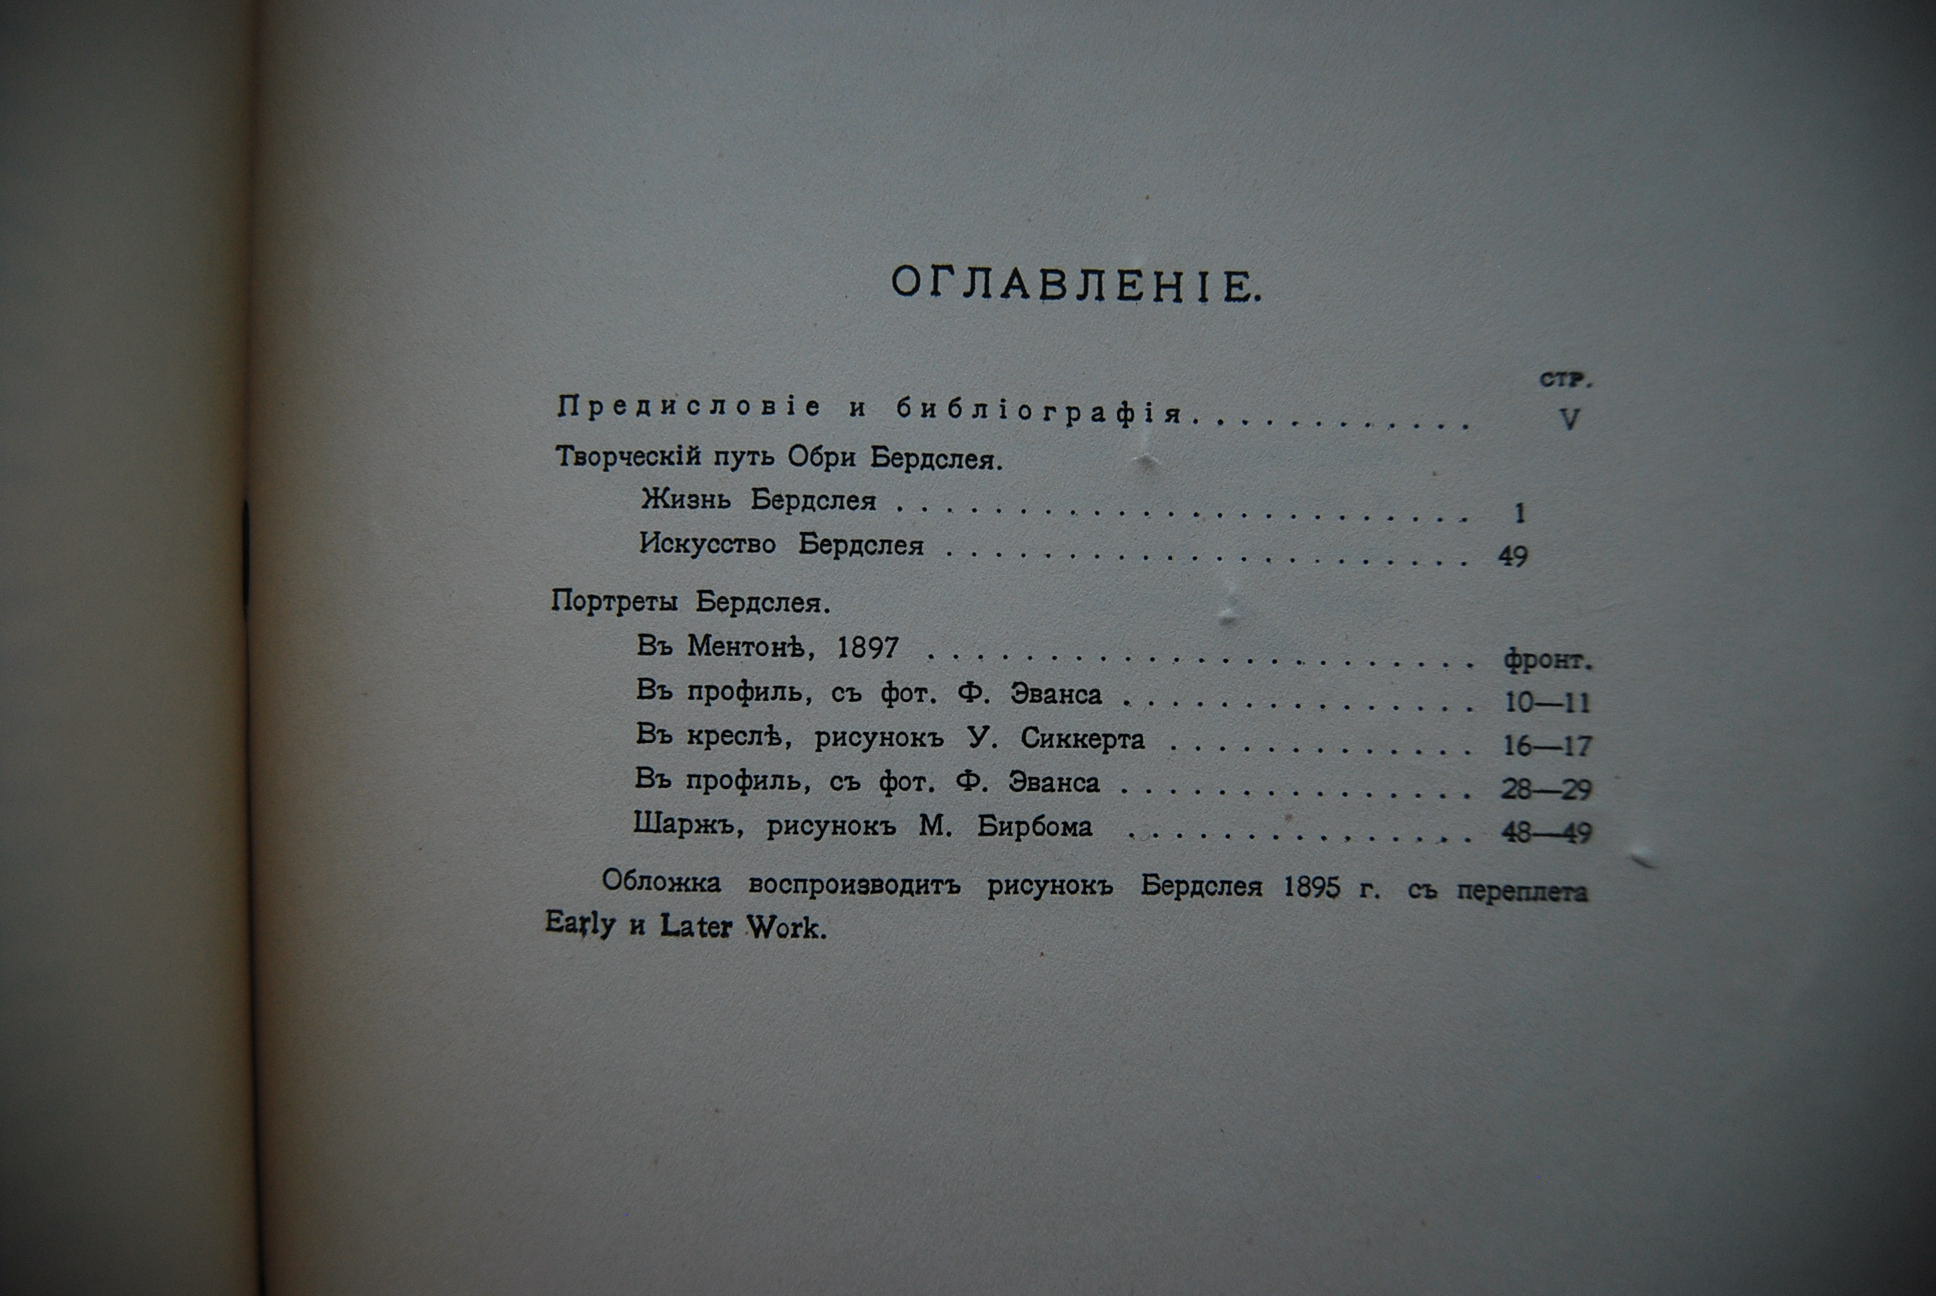 ОГЛАВЛЕНІЕ.
СТР.
Предисловіе и библіографія. . . . . . . . . . . . V
Творческій путь Обри Бердслея.
Жизнь Бердслея . . . . . . . . . . . . . . . . . . . . . . . . 1
Искусство Бердслея . . . . . . . . . . . . . . . . . . . . . . 49
Портреты Бердслея.
Въ Ментонѣ, 1897 . . . . . . . . . . . . . . . . . . . . . . . фронт.
Въ профиль, съ фот. Ф. Эванса . . . . . . . . . . . . . . . 10—11
Въ креслѣ, рисунокъ У. Сиккерта . . . . . . . . . . . . . 16—17
Въ профиль, съ фот. Ф. Эванса . . . . . . . . . . . . . . . 28—29
Шаржъ, рисунокъ М. Бирбома . . . . . . . . . . . . . . . 48—49
Обложка воспроизводитъ рисунокъ Бердслея 1895 г. съ переплета
Early и Later Work.